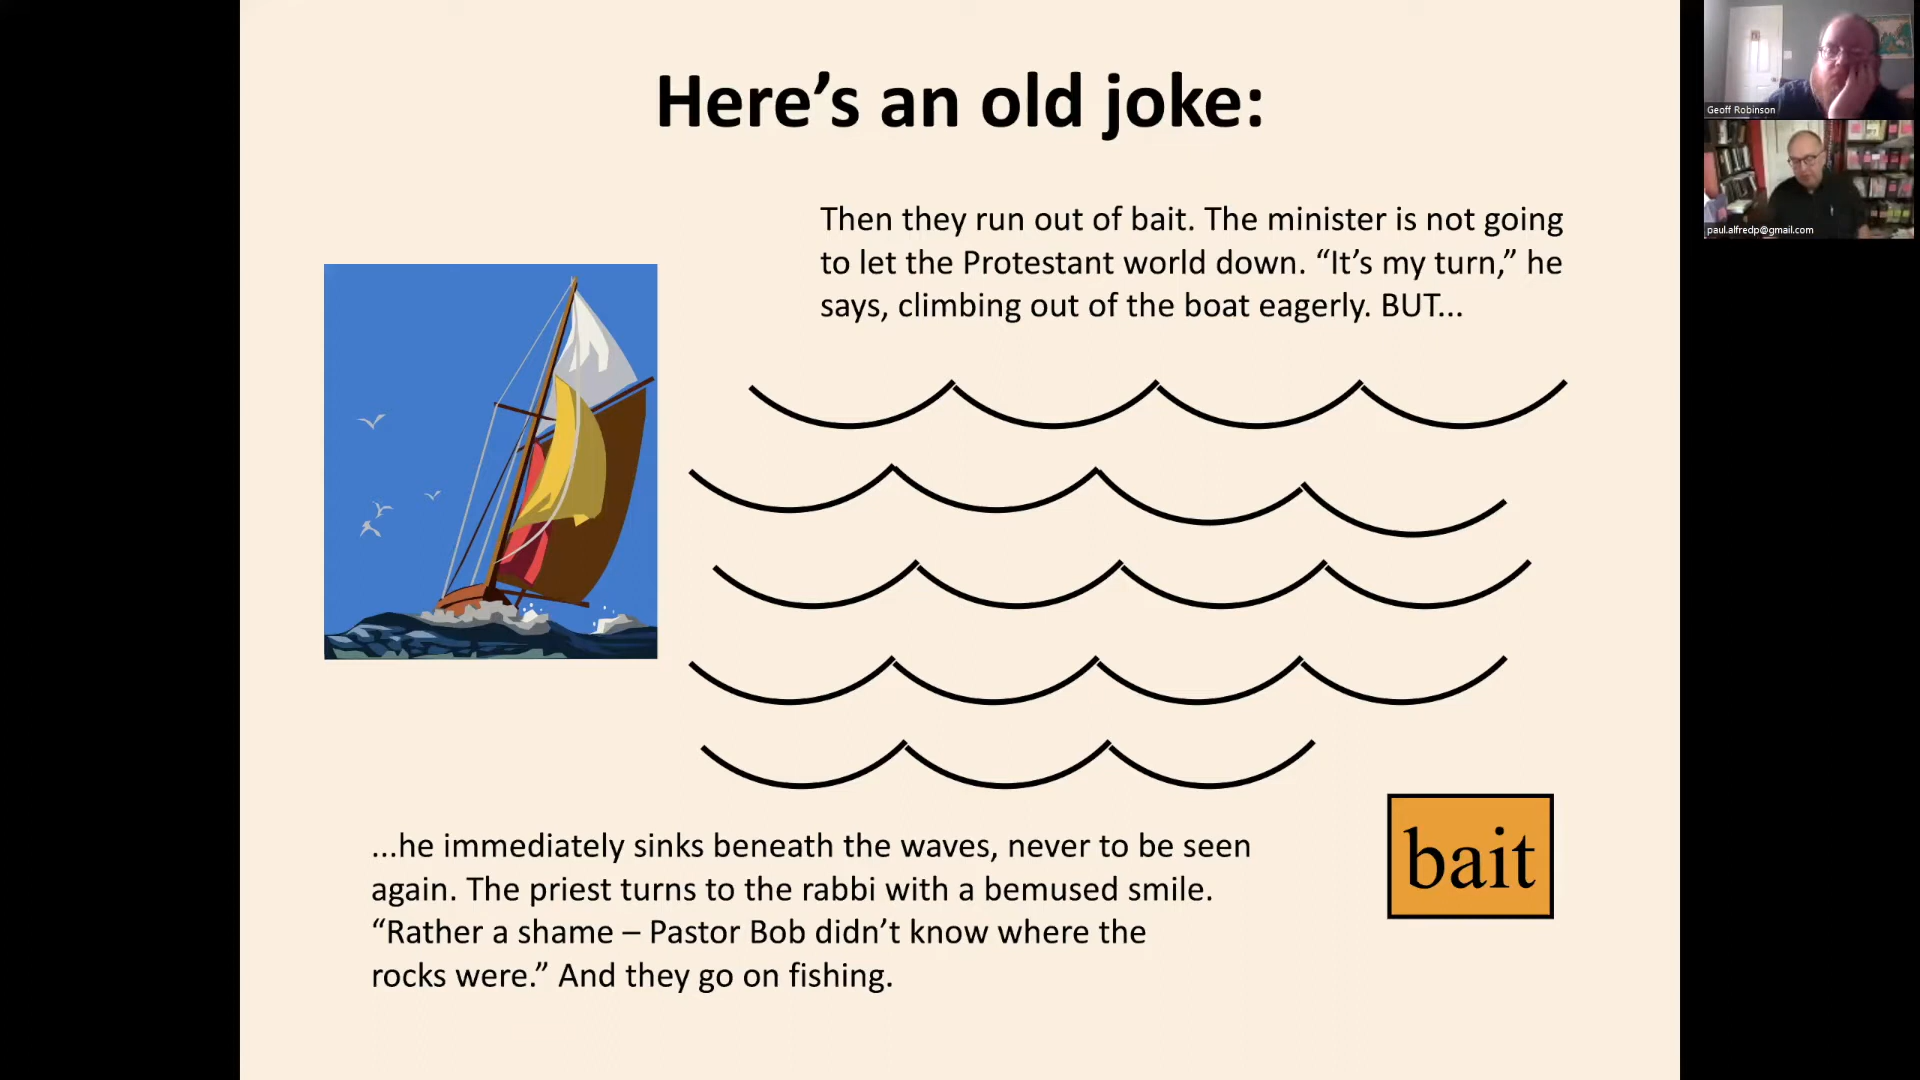 Here’s an old joke:
Then they run out of bait. The minister is not going
to let the Protestant world down. “It’s my turn,” he
says, climbing out of the boat eagerly. BUT...
bait
...he immediately sinks beneath the waves, never to be seen
again. The priest turns to the rabbi with a bemused smile.
“Rather a shame – Pastor Bob didn’t know where the
rocks were.” And they go on fishing.
Geoff Robinson
paul.alfredp@gmail.com